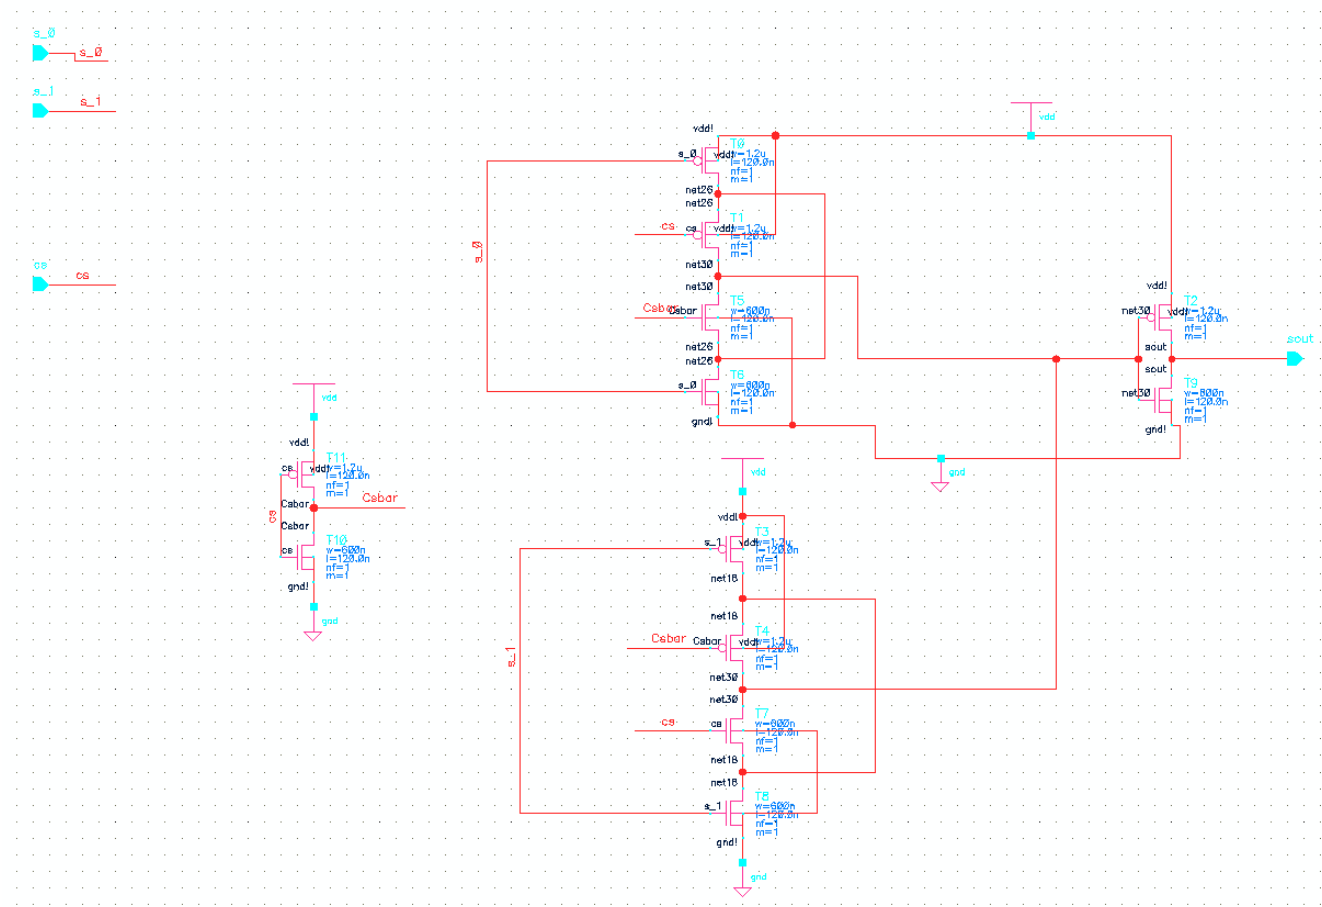 s_0
s_0
s_1
s_1
cs
cs
vdd
vdd!
T0
s_0
vdd!
w=1.2u
l=120.0n
nf=1
m=1
net26
net26
T1
cs
cs
vdd!
w=1.2u
l=120.0n
nf=1
m=1
s_0
net30
net30
T5
Csbar
Csbar
w=600n
l=120.0n
nf=1
m=1
net26
net26
T6
s_0
w=600n
l=120.0n
nf=1
m=1
gnd!
vdd!
T2
net30
vdd!
w=1.2u
l=120.0n
nf=1
m=1
sout
sout
sout
T9
net30
w=600n
l=120.0n
nf=1
m=1
gnd!
gnd
vdd
vdd!
T11
cs
vdd!
w=1.2u
l=120.0n
nf=1
m=1
Csbar
Csbar
cs
Csbar
T10
cs
w=600n
l=120.0n
nf=1
m=1
gnd!
gnd
vdd
vdd!
T3
s_1
vdd!
w=1.2u
l=120.0n
nf=1
m=1
net18
net18
T4
Csbar
Csbar
vdd!
w=1.2u
l=120.0n
nf=1
m=1
s_1
net30
net30
T7
cs
cs
w=600n
l=120.0n
nf=1
m=1
net18
net18
T8
s_1
w=600n
l=120.0n
nf=1
m=1
gnd!
gnd